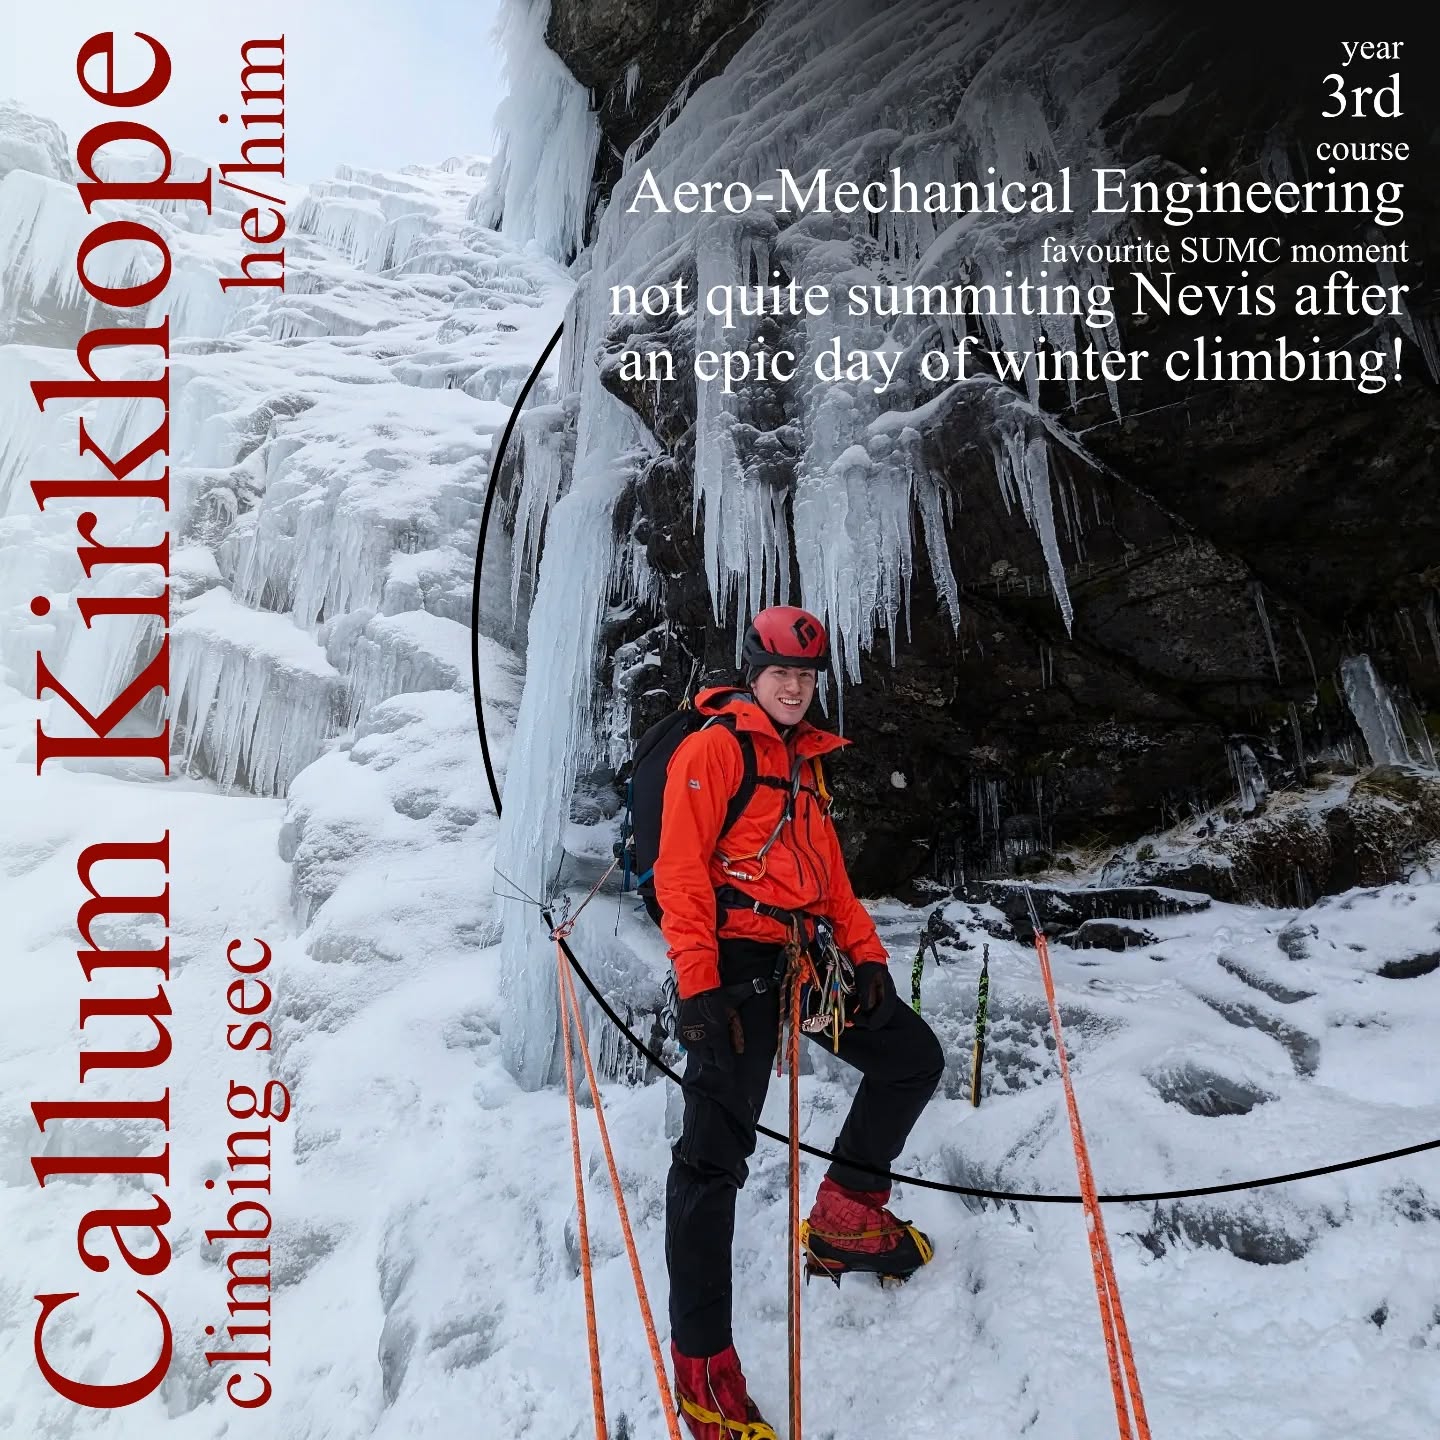 Callum Kirkhope
he/him
climbing sec
year
3rd
course
Aero-Mechanical Engineering
favourite SUMC moment
not quite summiting Nevis after
an epic day of winter climbing!